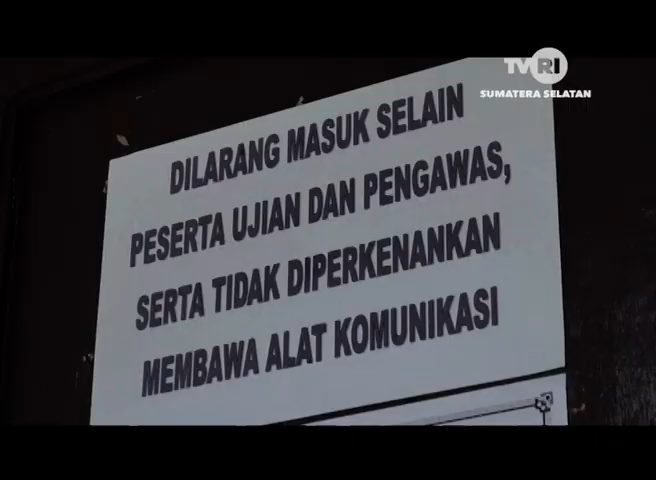 TVRI
SUMATERA SELATAN
DILARANG MASUK SELAIN
PESERTA UJIAN DAN PENGAWAS,
SERTA TIDAK DIPERKENANKAN
MEMBAWA ALAT KOMUNIKASI